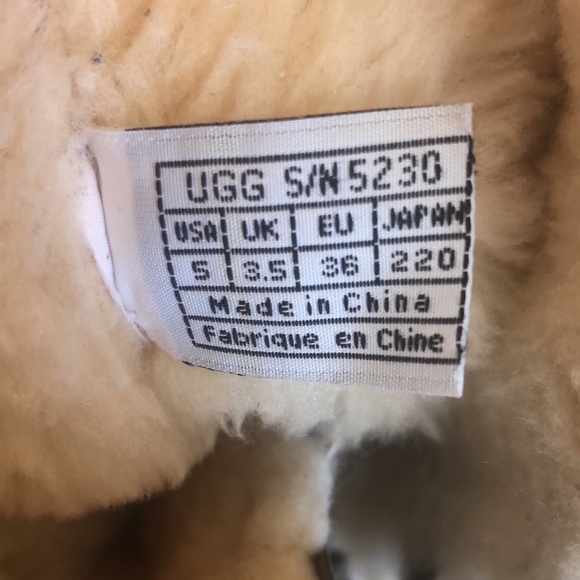 UGG S/N 5230
USA UK EU JAPAN
5 3.5 36 220
Made in China
Fabrique en Chine